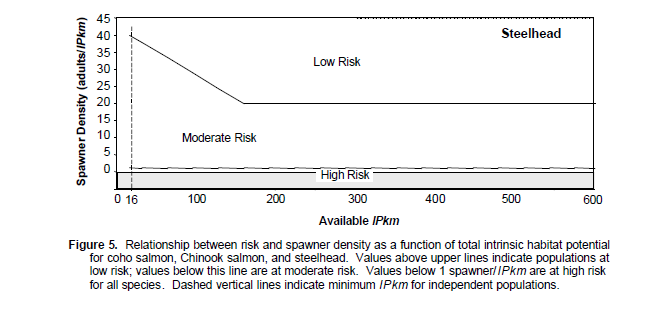 45
Steelhead
40
35
Low Risk
30
25
20
15
Moderate Risk
10
5
0
High Risk
Spawner Density (adults/IPkm)
0 16 100 200 300 400 500 600
Available IPkm
Figure 5. Relationship between risk and spawner density as a function of total intrinsic habitat potential
for coho salmon, Chinook salmon, and steelhead. Values above upper lines indicate populations at
low risk; values below this line are at moderate risk. Values below 1 spawner/IPkm are at high risk
for all species. Dashed vertical lines indicate minimum IPkm for independent populations.